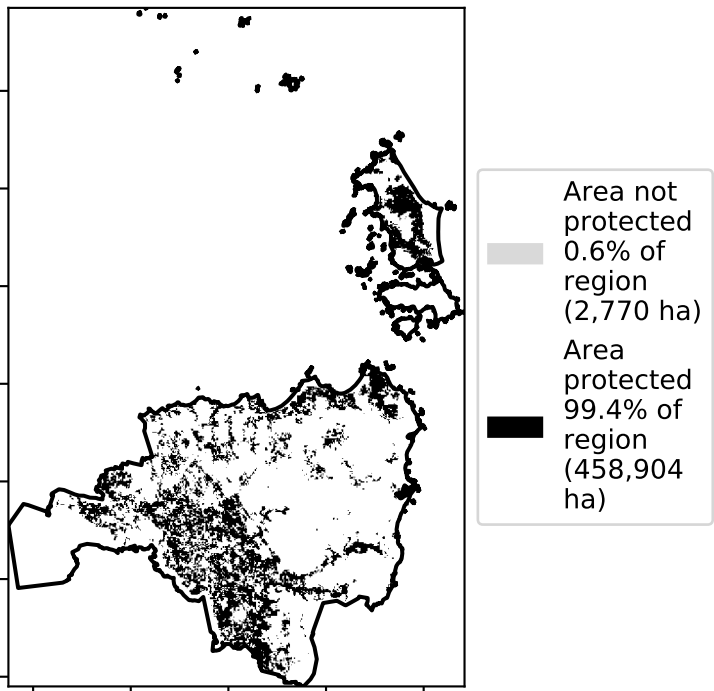 Area not
protected
0.6% of
region
(2,770 ha)
Area
protected
99.4% of
region
(458,904
ha)